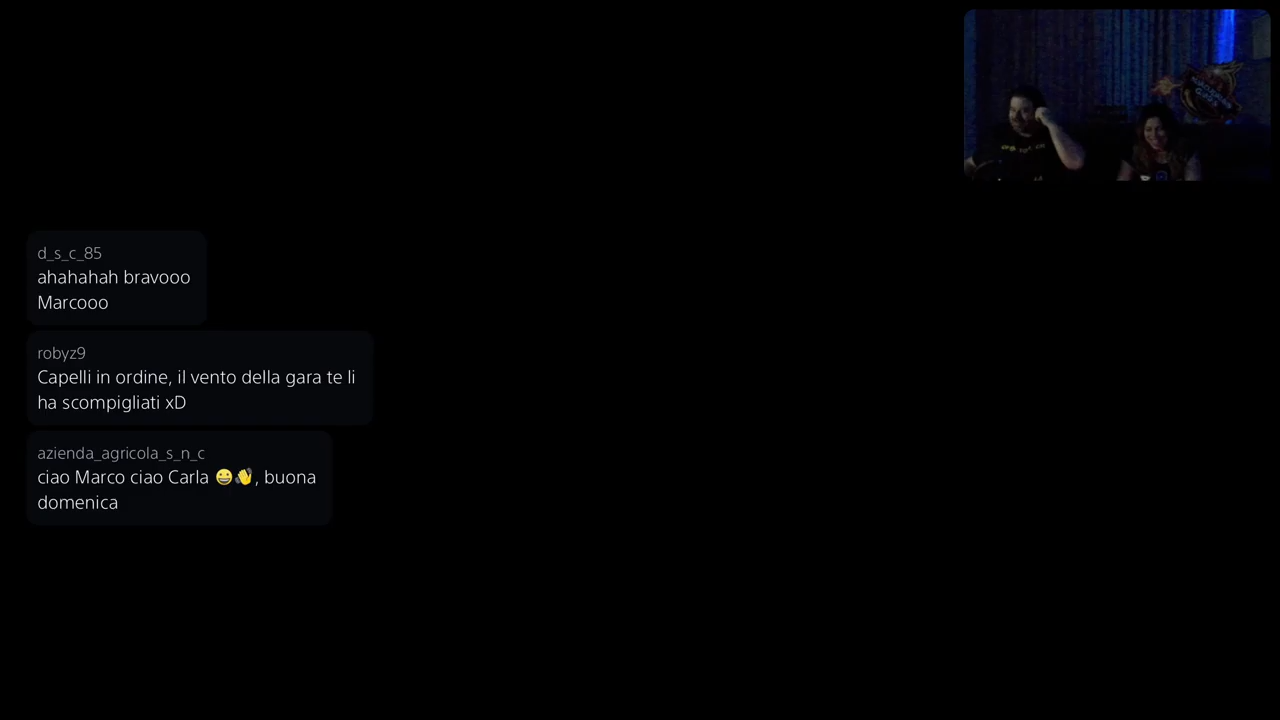 d_s_c_85
ahahahah bravooo
Marcooo
robyz9
Capelli in ordine, il vento della gara te li
ha scompigliati xD
azienda_agricola_s_n_c
ciao Marco ciao Carla 😀👋, buona
domenica